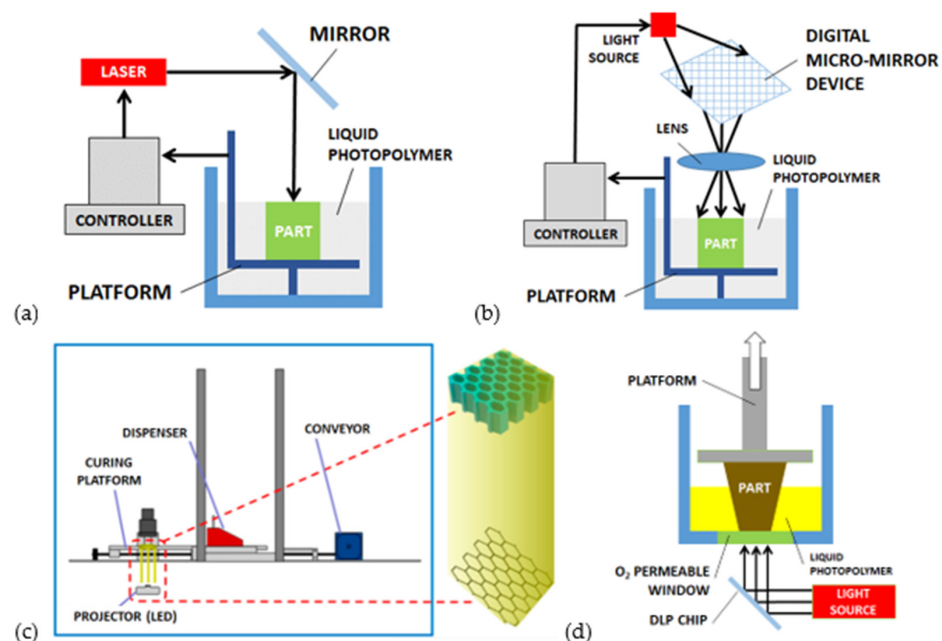 MIRROR
LASER
LIQUID
PHOTOPOLYMER
CONTROLLER
PART
PLATFORM
(a)
LIGHT
SOURCE
DIGITAL
MICRO-MIRROR
DEVICE
LENS
LIQUID
PHOTOPOLYMER
CONTROLLER
PART
PLATFORM
(b)
DISPENSER
CONVEYOR
CURING
PLATFORM
PROJECTOR (LED)
(c)
PLATFORM
PART
O₂ PERMEABLE
WINDOW
LIQUID
PHOTOPOLYMER
DLP CHIP
LIGHT
SOURCE
(d)